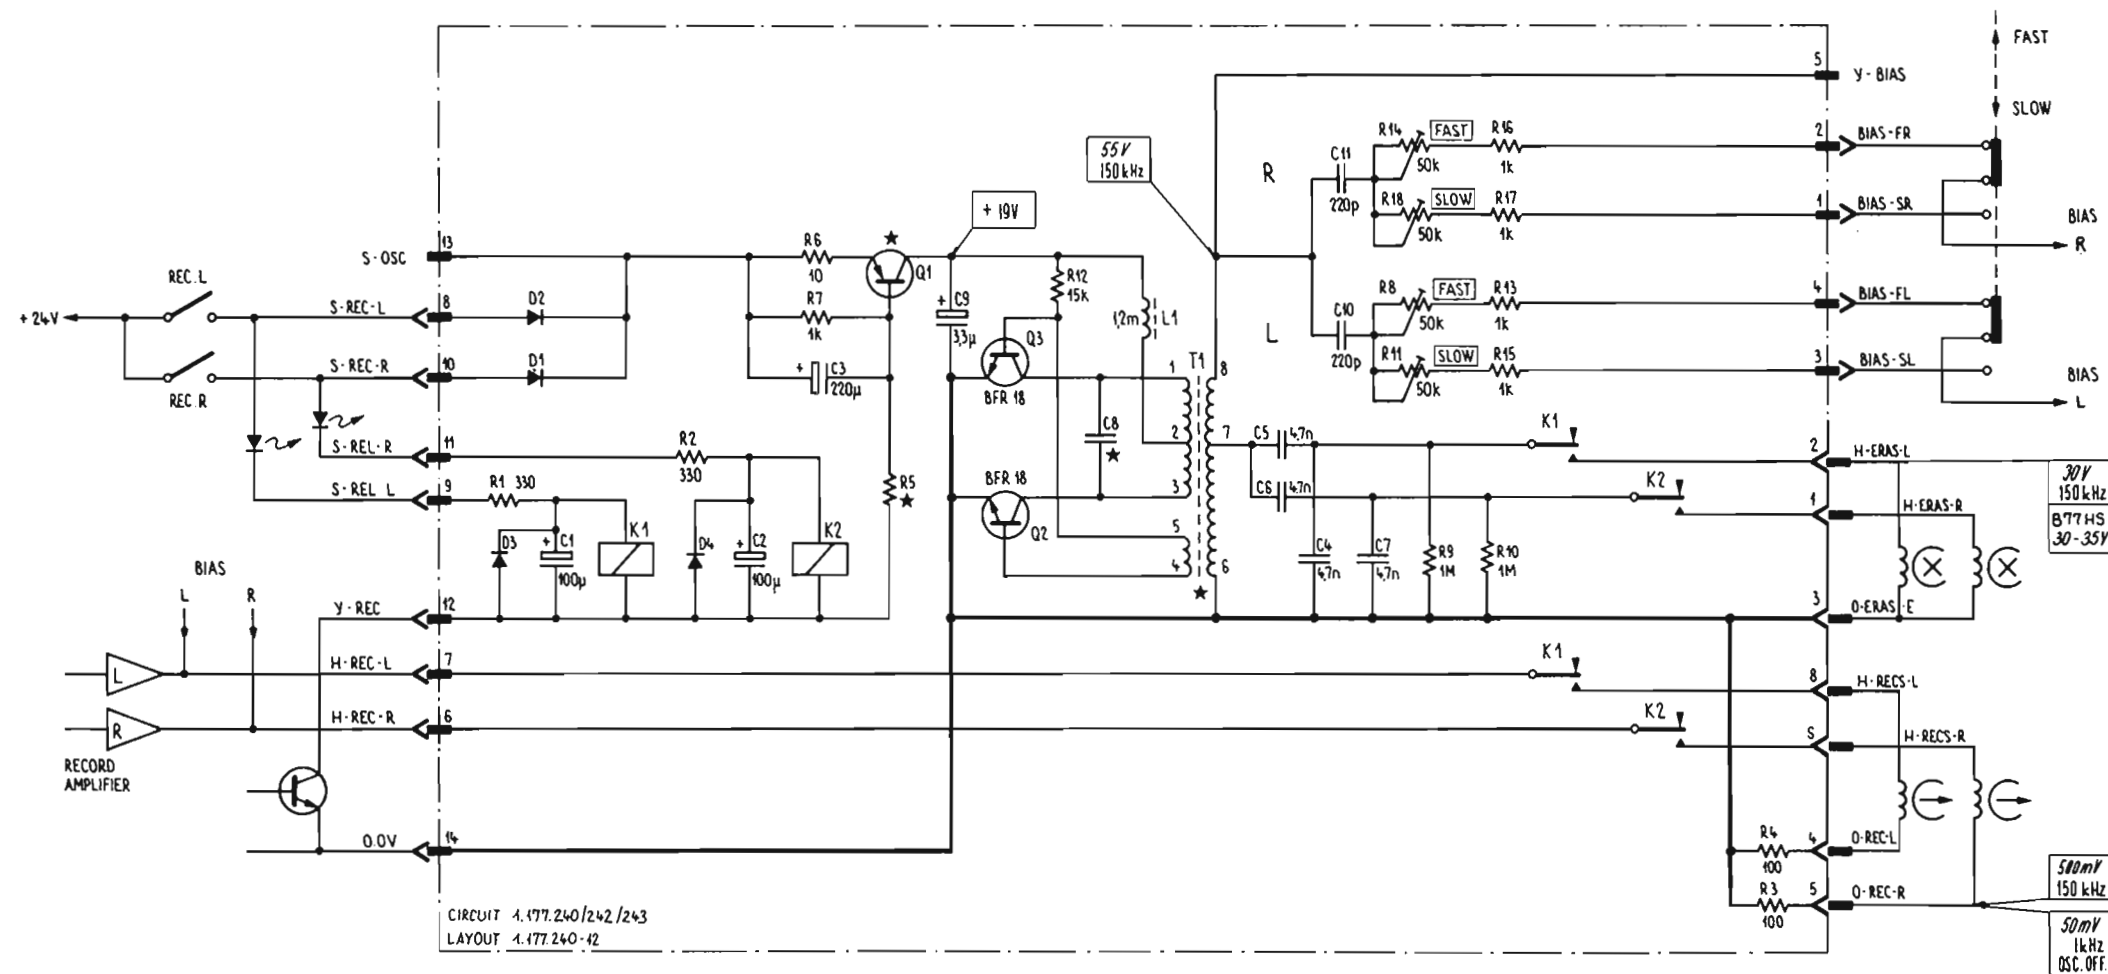 FAST
SLOW
5
Y-BIAS
55V
150 kHz
R
C11
220p
R14
FAST
50k
R16
1k
2
BIAS-FR
R18
SLOW
50k
R17
1k
1
BIAS-SR
BIAS
R
+ 19V
S-OSC
13
R6
10
★
Q1
R7
1k
C3
+
220µ
REC.L
+ 24V
REC.R
S-REC-L
8
D2
S-REC-R
10
D1
+
C9
3,3µ
R12
15k
1,2m
L1
Q3
BFR 18
L
C10
220p
R8
FAST
50k
R13
1k
4
BIAS-FL
R11
SLOW
50k
R15
1k
3
BIAS-SL
BIAS
L
T1
1
8
2
7
3
5
4
6
★
C8
★
BFR 18
Q2
R5
★
S-REL-R
11
R2
330
S-REL L
9
R1 330
D3
+
C1
100µ
K1
D4
+
C2
100µ
K2
C5
4,7n
C6
4,7n
C4
4,7n
C7
4,7n
R9
1M
R10
1M
K1
K2
2
H-ERAS-L
1
H-ERAS-R
30V
150 kHz
B77HS
30-35V
3
O-ERAS-E
BIAS
L
R
Y-REC
12
L
H-REC-L
7
K1
8
H-RECS-L
R
H-REC-R
6
K2
S
H-RECS-R
RECORD
AMPLIFIER
0.0V
14
R4
100
4
O-REC-L
R3
100
5
O-REC-R
500mV
150 kHz
50mV
1kHz
OSC.OFF
CIRCUIT 1.177.240/242/243
LAYOUT 1.177.240-12